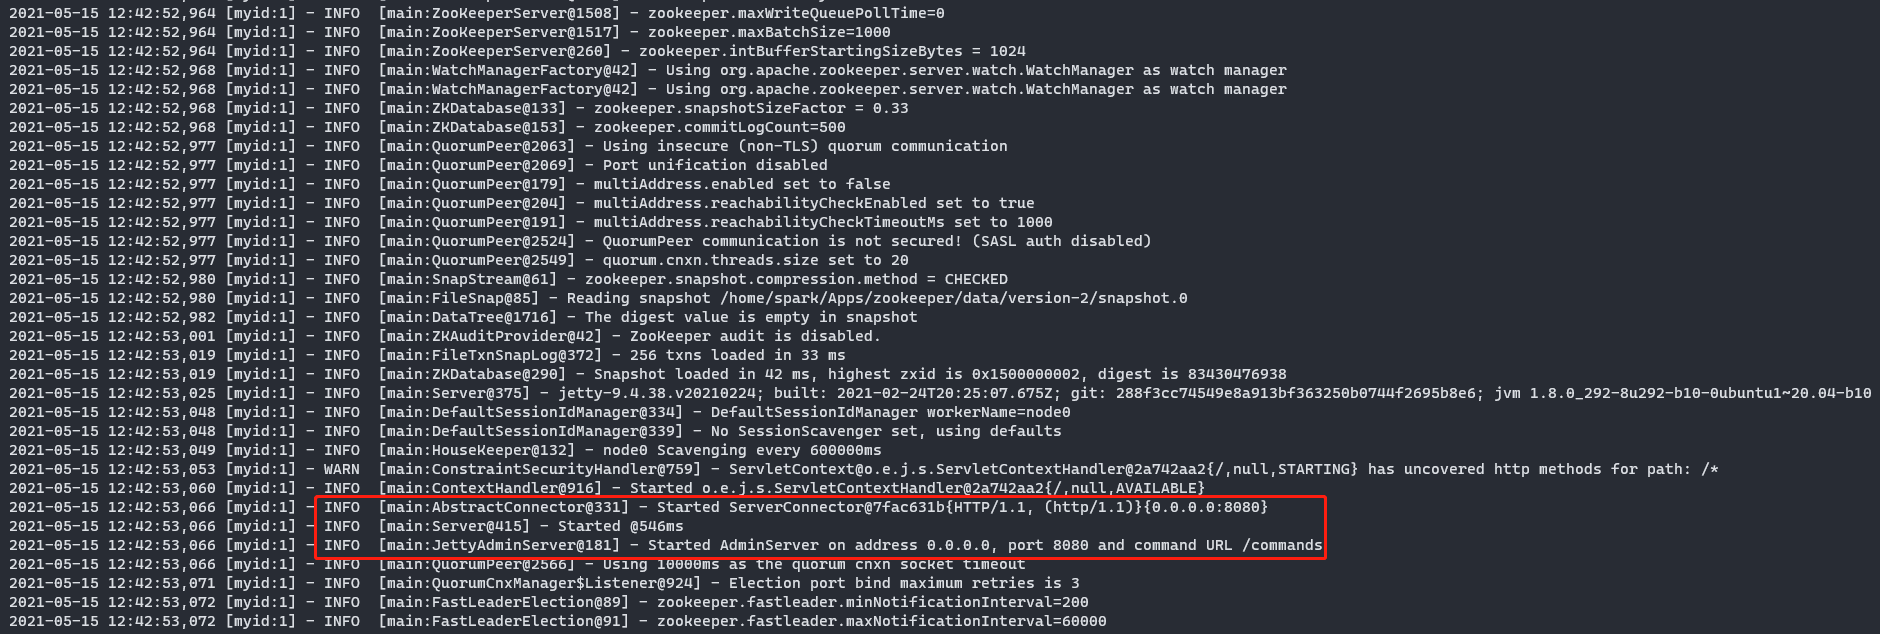 2021-05-15 12:42:52,964 [myid:1] - INFO  [main:ZooKeeperServer@1508] - zookeeper.maxWriteQueuePollTime=0
2021-05-15 12:42:52,964 [myid:1] - INFO  [main:ZooKeeperServer@1517] - zookeeper.maxBatchSize=1000
2021-05-15 12:42:52,964 [myid:1] - INFO  [main:ZooKeeperServer@260] - zookeeper.intBufferStartingSizeBytes = 1024
2021-05-15 12:42:52,968 [myid:1] - INFO  [main:WatchManagerFactory@42] - Using org.apache.zookeeper.server.watch.WatchManager as watch manager
2021-05-15 12:42:52,968 [myid:1] - INFO  [main:WatchManagerFactory@42] - Using org.apache.zookeeper.server.watch.WatchManager as watch manager
2021-05-15 12:42:52,968 [myid:1] - INFO  [main:ZKDatabase@133] - zookeeper.snapshotSizeFactor = 0.33
2021-05-15 12:42:52,968 [myid:1] - INFO  [main:ZKDatabase@153] - zookeeper.commitLogCount=500
2021-05-15 12:42:52,977 [myid:1] - INFO  [main:QuorumPeer@2063] - Using insecure (non-TLS) quorum communication
2021-05-15 12:42:52,977 [myid:1] - INFO  [main:QuorumPeer@2069] - Port unification disabled
2021-05-15 12:42:52,977 [myid:1] - INFO  [main:QuorumPeer@179] - multiAddress.enabled set to false
2021-05-15 12:42:52,977 [myid:1] - INFO  [main:QuorumPeer@204] - multiAddress.reachabilityCheckEnabled set to true
2021-05-15 12:42:52,977 [myid:1] - INFO  [main:QuorumPeer@191] - multiAddress.reachabilityCheckTimeoutMs set to 1000
2021-05-15 12:42:52,977 [myid:1] - INFO  [main:QuorumPeer@2524] - QuorumPeer communication is not secured! (SASL auth disabled)
2021-05-15 12:42:52,977 [myid:1] - INFO  [main:QuorumPeer@2549] - quorum.cnxn.threads.size set to 20
2021-05-15 12:42:52,980 [myid:1] - INFO  [main:SnapStream@61] - zookeeper.snapshot.compression.method = CHECKED
2021-05-15 12:42:52,980 [myid:1] - INFO  [main:FileSnap@85] - Reading snapshot /home/spark/Apps/zookeeper/data/version-2/snapshot.0
2021-05-15 12:42:52,982 [myid:1] - INFO  [main:DataTree@1716] - The digest value is empty in snapshot
2021-05-15 12:42:53,001 [myid:1] - INFO  [main:ZKAuditProvider@42] - ZooKeeper audit is disabled.
2021-05-15 12:42:53,019 [myid:1] - INFO  [main:FileTxnSnapLog@372] - 256 txns loaded in 33 ms
2021-05-15 12:42:53,019 [myid:1] - INFO  [main:ZKDatabase@290] - Snapshot loaded in 42 ms, highest zxid is 0x1500000002, digest is 83430476938
2021-05-15 12:42:53,025 [myid:1] - INFO  [main:Server@375] - jetty-9.4.38.v20210224; built: 2021-02-24T20:25:07.675Z; git: 288f3cc74549e8a913bf363250b0744f2695b8e6; jvm 1.8.0_292-8u292-b10-0ubuntu1~20.04-b10
2021-05-15 12:42:53,048 [myid:1] - INFO  [main:DefaultSessionIdManager@334] - DefaultSessionIdManager workerName=node0
2021-05-15 12:42:53,048 [myid:1] - INFO  [main:DefaultSessionIdManager@339] - No SessionScavenger set, using defaults
2021-05-15 12:42:53,049 [myid:1] - INFO  [main:HouseKeeper@132] - node0 Scavenging every 600000ms
2021-05-15 12:42:53,053 [myid:1] - WARN  [main:ConstraintSecurityHandler@759] - ServletContext@o.e.j.s.ServletContextHandler@2a742aa2{/,null,STARTING} has uncovered http methods for path: /*
2021-05-15 12:42:53,060 [myid:1] - INFO  [main:ContextHandler@916] - Started o.e.j.s.ServletContextHandler@2a742aa2{/,null,AVAILABLE}
2021-05-15 12:42:53,066 [myid:1] - INFO  [main:AbstractConnector@331] - Started ServerConnector@7fac631b{HTTP/1.1, (http/1.1)}{0.0.0.0:8080}
2021-05-15 12:42:53,066 [myid:1] - INFO  [main:Server@415] - Started @546ms
2021-05-15 12:42:53,066 [myid:1] - INFO  [main:JettyAdminServer@181] - Started AdminServer on address 0.0.0.0, port 8080 and command URL /commands
2021-05-15 12:42:53,066 [myid:1] - INFO  [main:QuorumPeer@2566] - Using 10000ms as the quorum cnxn socket timeout
2021-05-15 12:42:53,071 [myid:1] - INFO  [main:QuorumCnxManager$Listener@924] - Election port bind maximum retries is 3
2021-05-15 12:42:53,072 [myid:1] - INFO  [main:FastLeaderElection@89] - zookeeper.fastleader.minNotificationInterval=200
2021-05-15 12:42:53,072 [myid:1] - INFO  [main:FastLeaderElection@91] - zookeeper.fastleader.maxNotificationInterval=60000